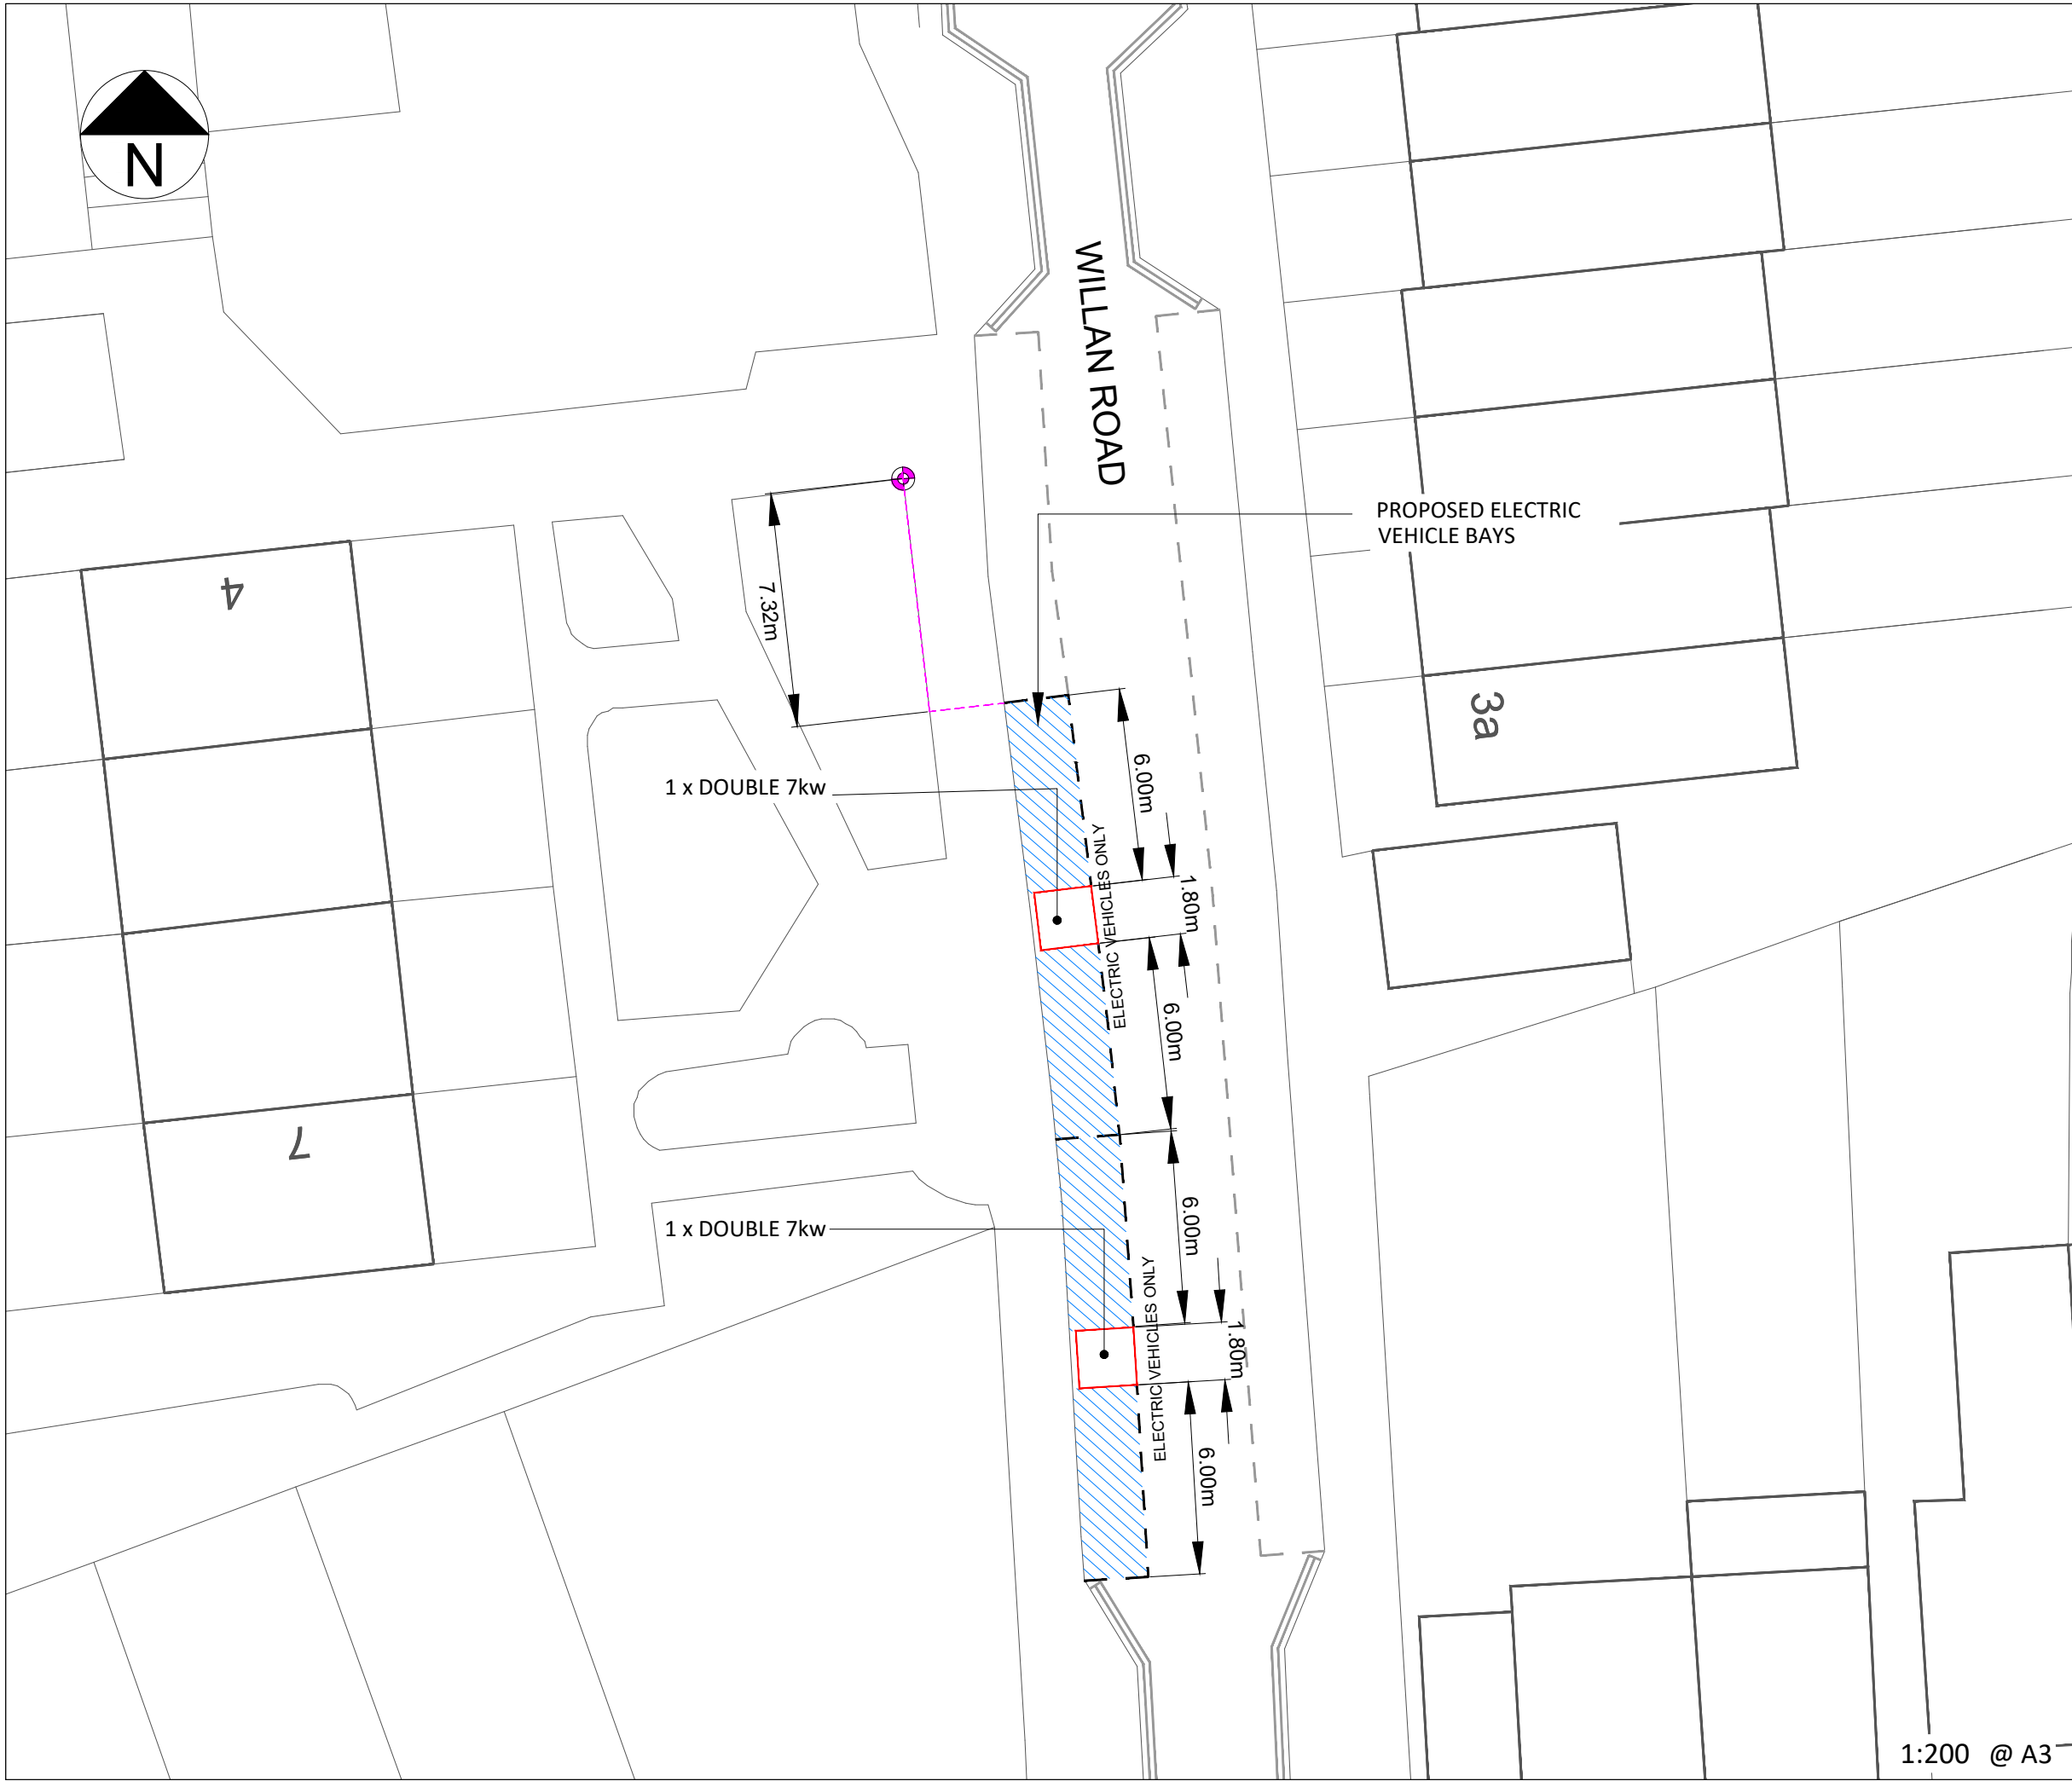 N
WILLAN ROAD
PROPOSED ELECTRIC
VEHICLE BAYS
4
7.32m
3a
1 x DOUBLE 7kw
6.00m
ELECTRIC VEHICLES ONLY
1.80m
6.00m
7
6.00m
1 x DOUBLE 7kw
ELECTRIC VEHICLES ONLY
1.80m
6.00m
1:200 @ A3